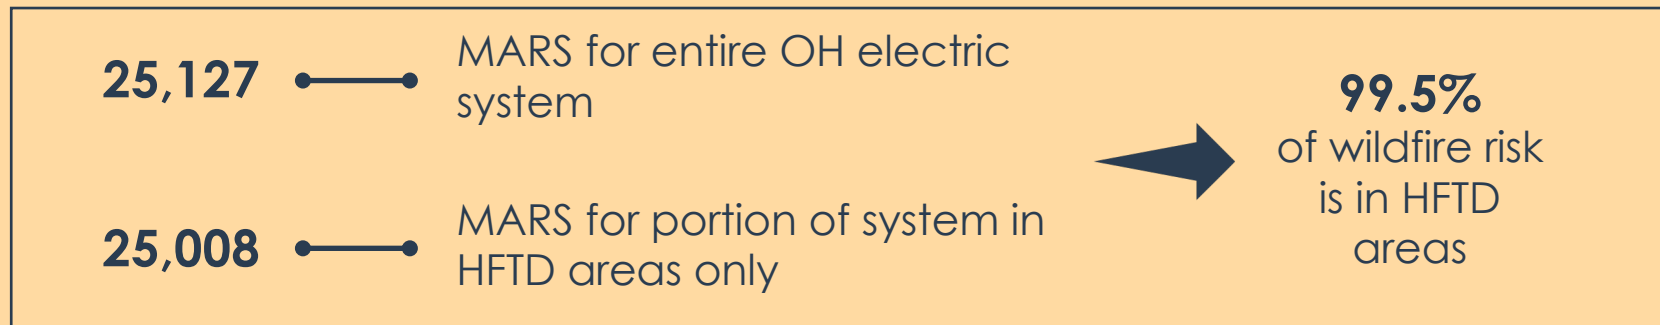 25,127
MARS for entire OH electric
system
25,008
MARS for portion of system in
HFTD areas only
99.5%
of wildfire risk
is in HFTD
areas